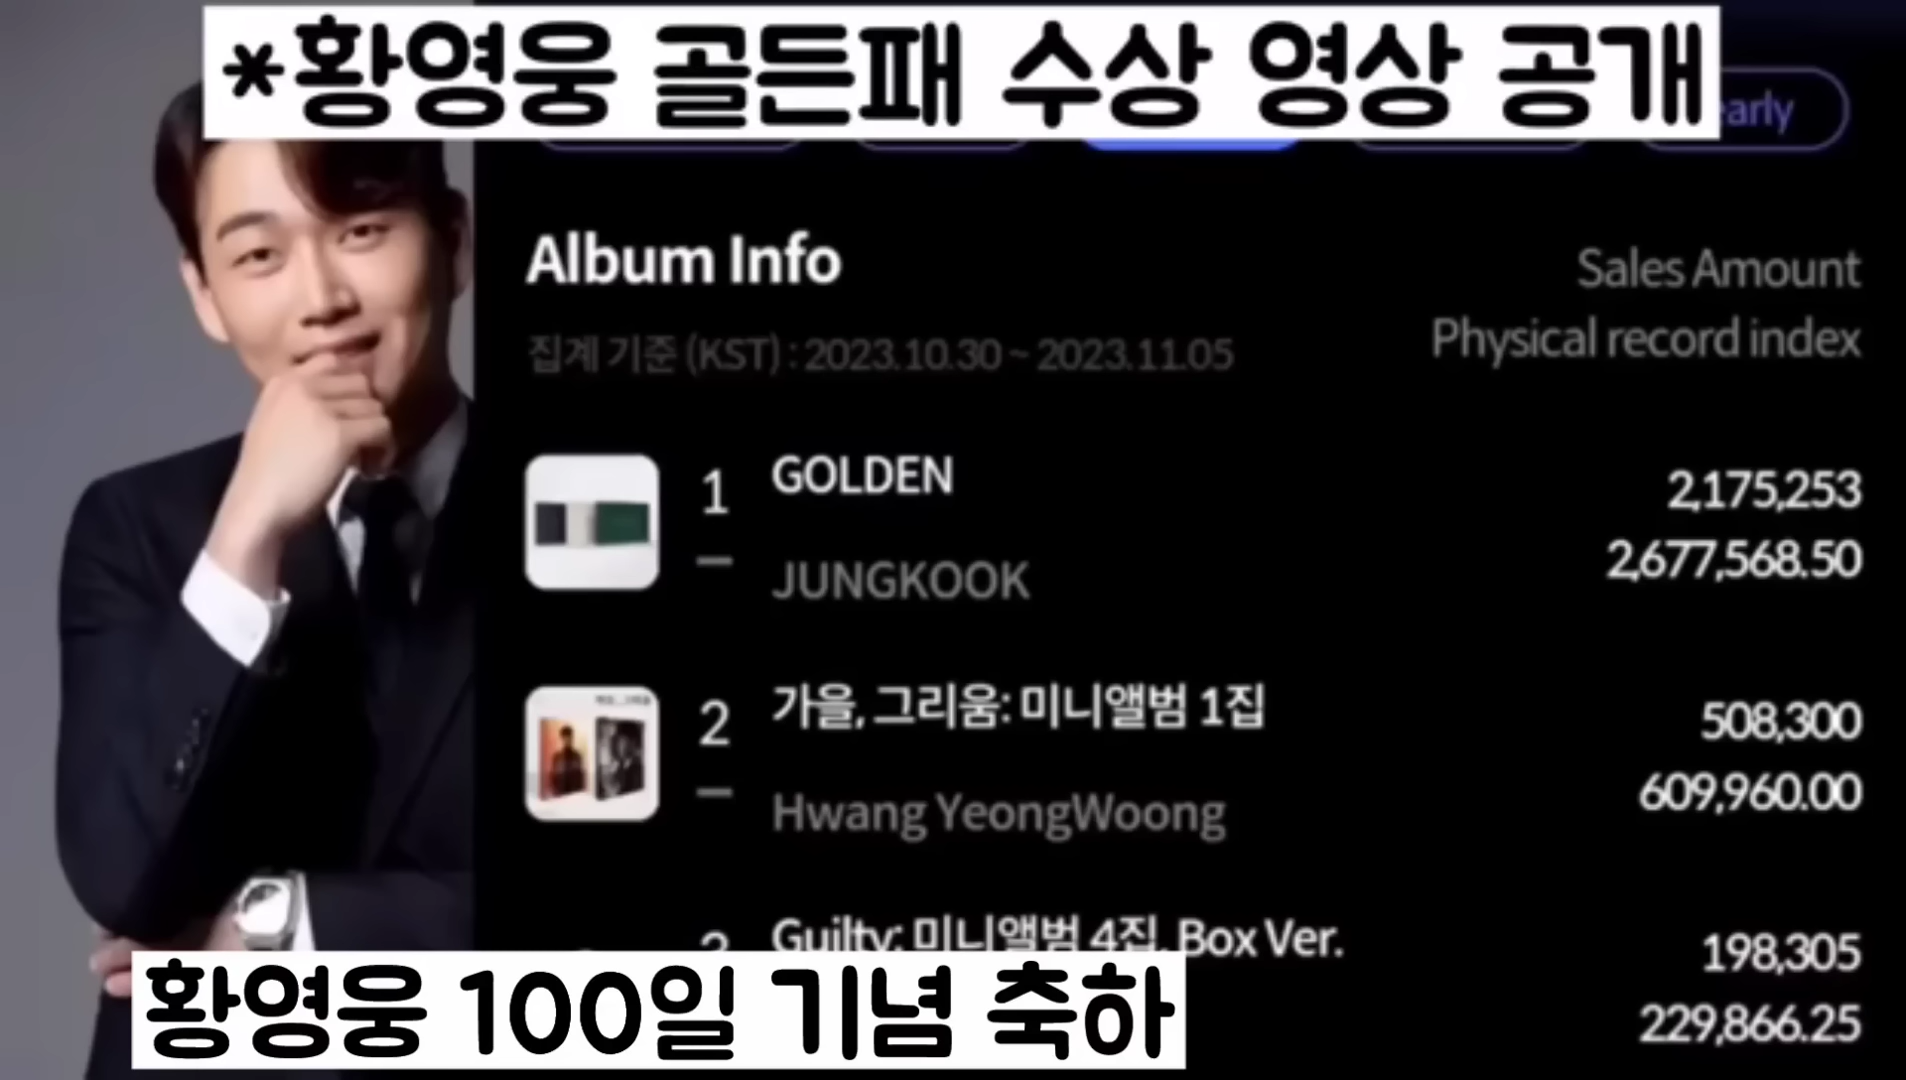 *황영웅 골든패 수상 영상 공개
early
Album Info
Sales Amount
집계 기준 (KST) : 2023.10.30 ~ 2023.11.05
Physical record index
1
GOLDEN
2,175,253
JUNGKOOK
2,677,568.50
2
가을, 그리움: 미니앨범 1집
508,300
Hwang YeongWoong
609,960.00
Guilty: 미니앨범 4집, Box Ver.
198,305
황영웅 100일 기념 축하
229,866.25